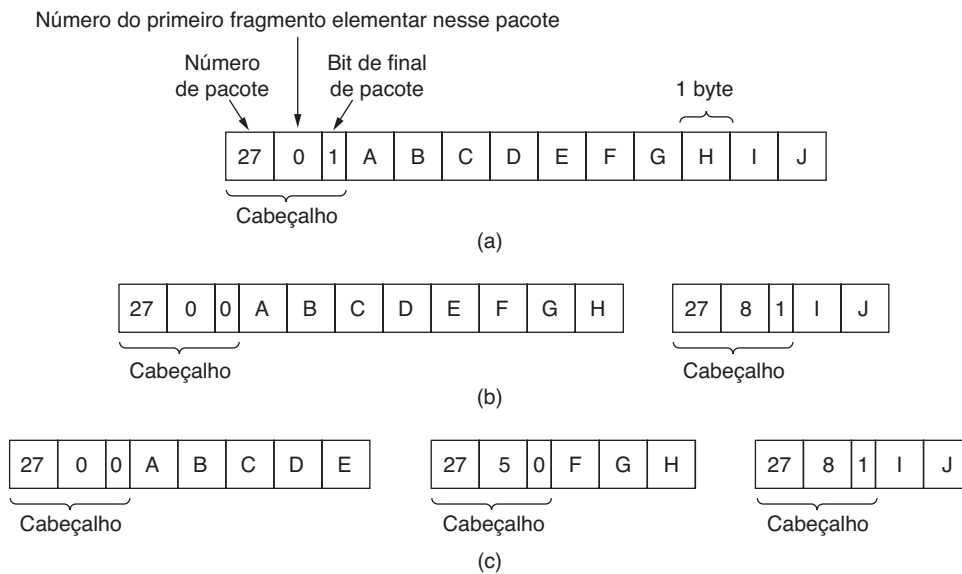 Número do primeiro fragmento elementar nesse pacote
Número de pacote
Bit de final de pacote
1 byte
27 0 1 A B C D E F G H I J
Cabeçalho
(a)
27 0 0 A B C D E F G H
27 8 1 I J
Cabeçalho
Cabeçalho
(b)
27 0 0 A B C D E
27 5 0 F G H
27 8 1 I J
Cabeçalho
Cabeçalho
Cabeçalho
(c)